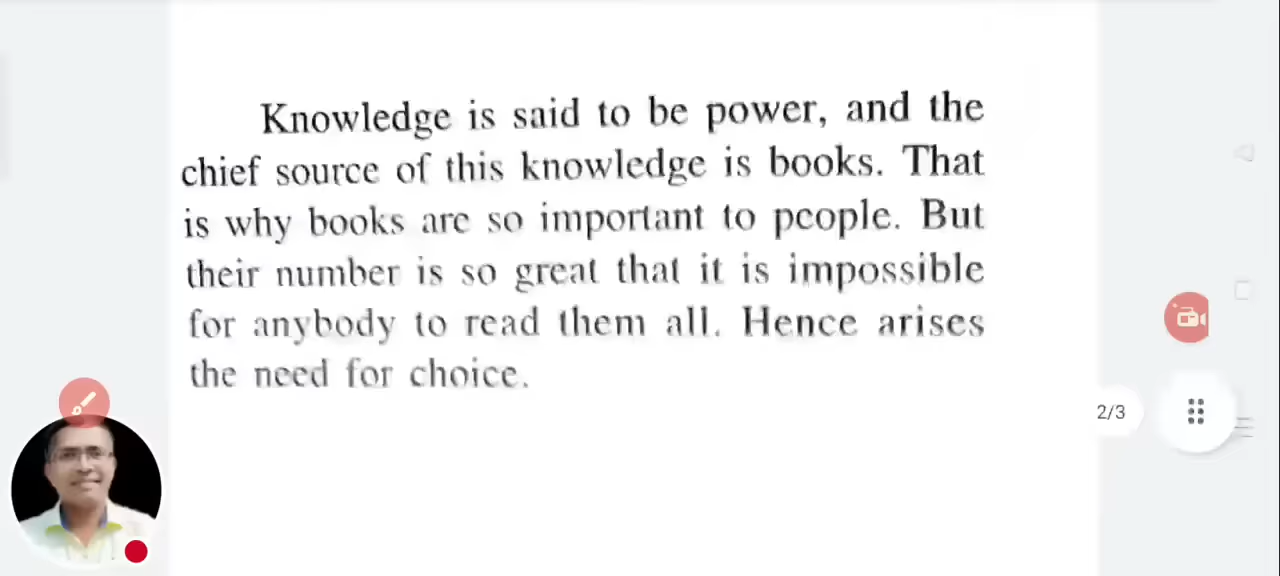 Knowledge is said to be power, and the
chief source of this knowledge is books. That
is why books are so important to people. But
their number is so great that it is impossible
for anybody to read them all. Hence arises
the need for choice.
2/3